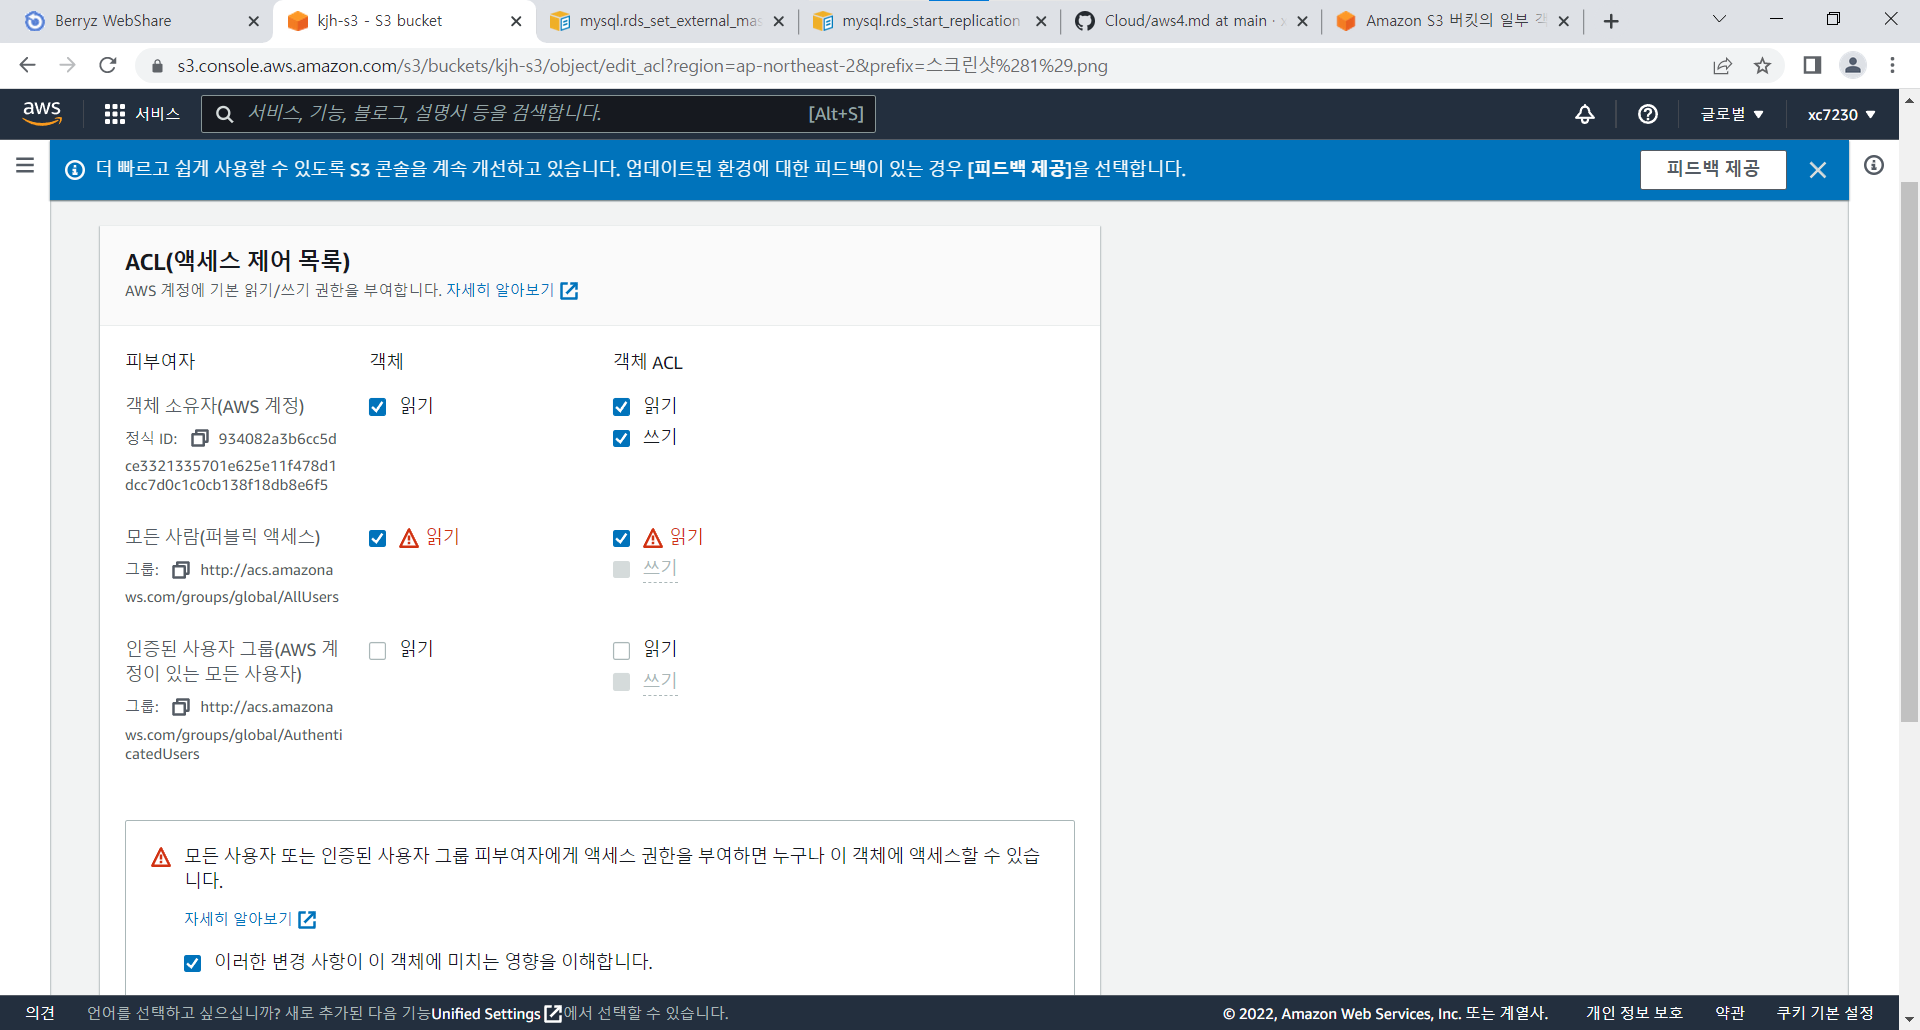 Berryz WebShare
kjh-s3 - S3 bucket
mysql.rds_set_external_mas
mysql.rds_start_replication
Cloud/aws4.md at main ·
Amazon S3 버킷의 일부 객
s3.console.aws.amazon.com/s3/buckets/kjh-s3/object/edit_acl?region=ap-northeast-2&prefix=스크린샷%281%29.png
aws
서비스
서비스, 기능, 블로그, 설명서 등을 검색합니다.
[Alt+S]
글로벌
xc7230
더 빠르고 쉽게 사용할 수 있도록 S3 콘솔을 계속 개선하고 있습니다. 업데이트된 환경에 대한 피드백이 있는 경우 [피드백 제공]을 선택합니다.
피드백 제공
ACL(액세스 제어 목록)
AWS 계정에 기본 읽기/쓰기 권한을 부여합니다. 자세히 알아보기
피부여자
객체
객체 ACL
객체 소유자(AWS 계정)
읽기
읽기
정식 ID: 934082a3b6cc5d
쓰기
ce3321335701e625e11f478d1
dcc7d0c1c0cb138f18db8e6f5
모든 사람(퍼블릭 액세스)
읽기
읽기
그룹: http://acs.amazona
쓰기
ws.com/groups/global/AllUsers
인증된 사용자 그룹(AWS 계
정이 있는 모든 사용자)
읽기
읽기
쓰기
그룹: http://acs.amazona
ws.com/groups/global/Authenti
catedUsers
모든 사용자 또는 인증된 사용자 그룹 피부여자에게 액세스 권한을 부여하면 누구나 이 객체에 액세스할 수 있습
니다.
자세히 알아보기
이러한 변경 사항이 이 객체에 미치는 영향을 이해합니다.
의견
언어를 선택하고 싶으십니까? 새로 추가된 다음 기능Unified Settings에서 선택할 수 있습니다.
© 2022, Amazon Web Services, Inc. 또는 계열사.
개인 정보 보호
약관
쿠키 기본 설정